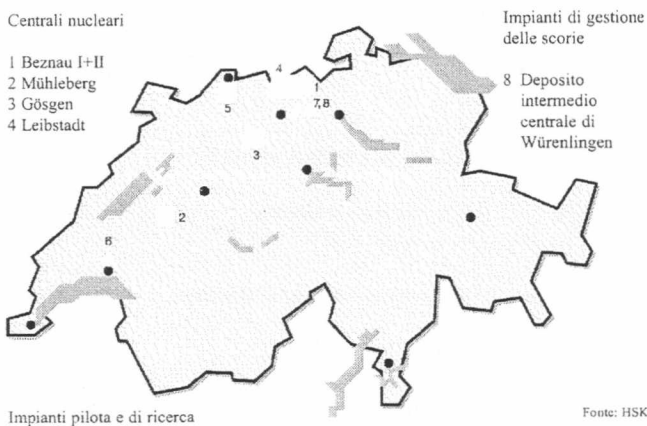 Centrali nucleari
1 Beznau I+II
2 Mühleberg
3 Gösgen
4 Leibstadt
Impianti di gestione
delle scorie
8 Deposito
intermedio
centrale di
Würenlingen
4
1
5
7,8
3
2
6
Impianti pilota e di ricerca
Fonte: HSK